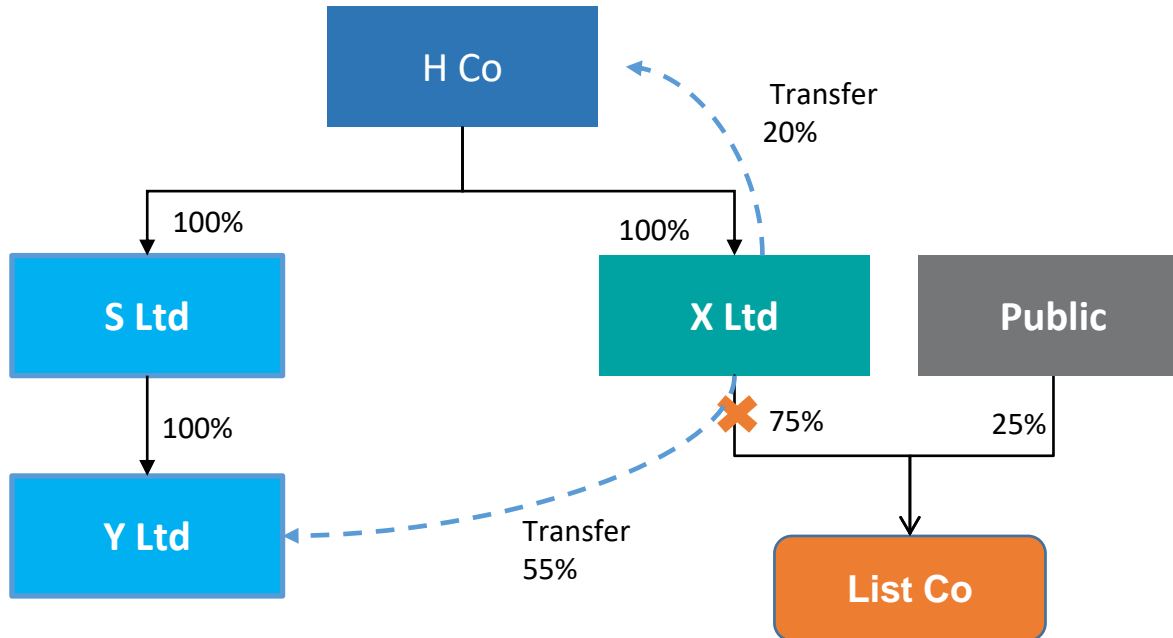 H Co
Transfer
20%
100%
100%
S Ltd
X Ltd
Public
100%
75%
25%
Y Ltd
Transfer
55%
List Co